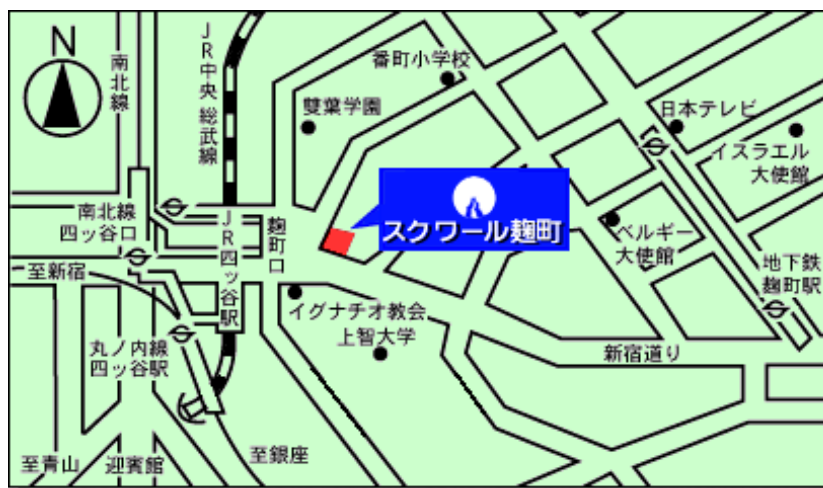 N
南北線
JR中央 総武線
番町小学校
雙葉学園
日本テレビ
イスラエル
大使館
スクワール麹町
南北線
四ッ谷口
JR四ッ谷駅
麹町口
ベルギー
大使館
地下鉄
麹町駅
至新宿
イグナチオ教会
上智大学
新宿通り
丸ノ内線
四ッ谷駅
至青山
迎賓館
至銀座